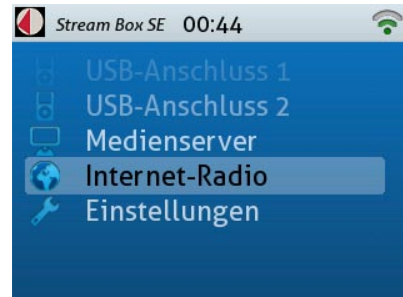 Stream Box SE 00:44
USB-Anschluss 1
USB-Anschluss 2
Medienserver
Internet-Radio
Einstellungen